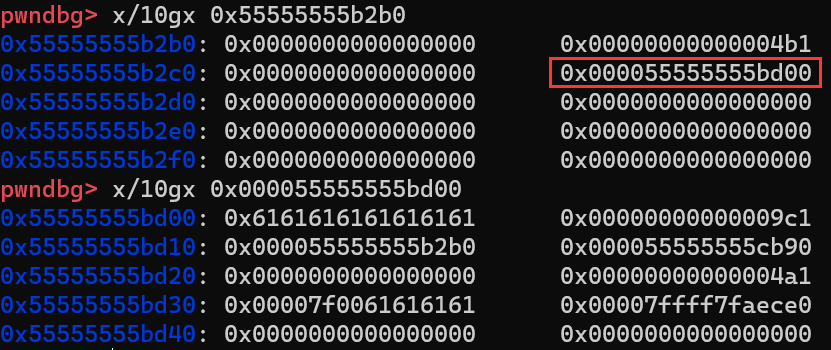 pwndbg> x/10gx 0x55555555b2b0
0x55555555b2b0: 0x0000000000000000 0x00000000000004b1
0x55555555b2c0: 0x0000000000000000 0x000055555555bd00
0x55555555b2d0: 0x0000000000000000 0x0000000000000000
0x55555555b2e0: 0x0000000000000000 0x0000000000000000
0x55555555b2f0: 0x0000000000000000 0x0000000000000000
pwndbg> x/10gx 0x000055555555bd00
0x55555555bd00: 0x6161616161616161 0x00000000000009c1
0x55555555bd10: 0x000055555555b2b0 0x000055555555cb90
0x55555555bd20: 0x0000000000000000 0x00000000000004a1
0x55555555bd30: 0x00007f0061616161 0x00007ffff7faece0
0x55555555bd40: 0x0000000000000000 0x0000000000000000